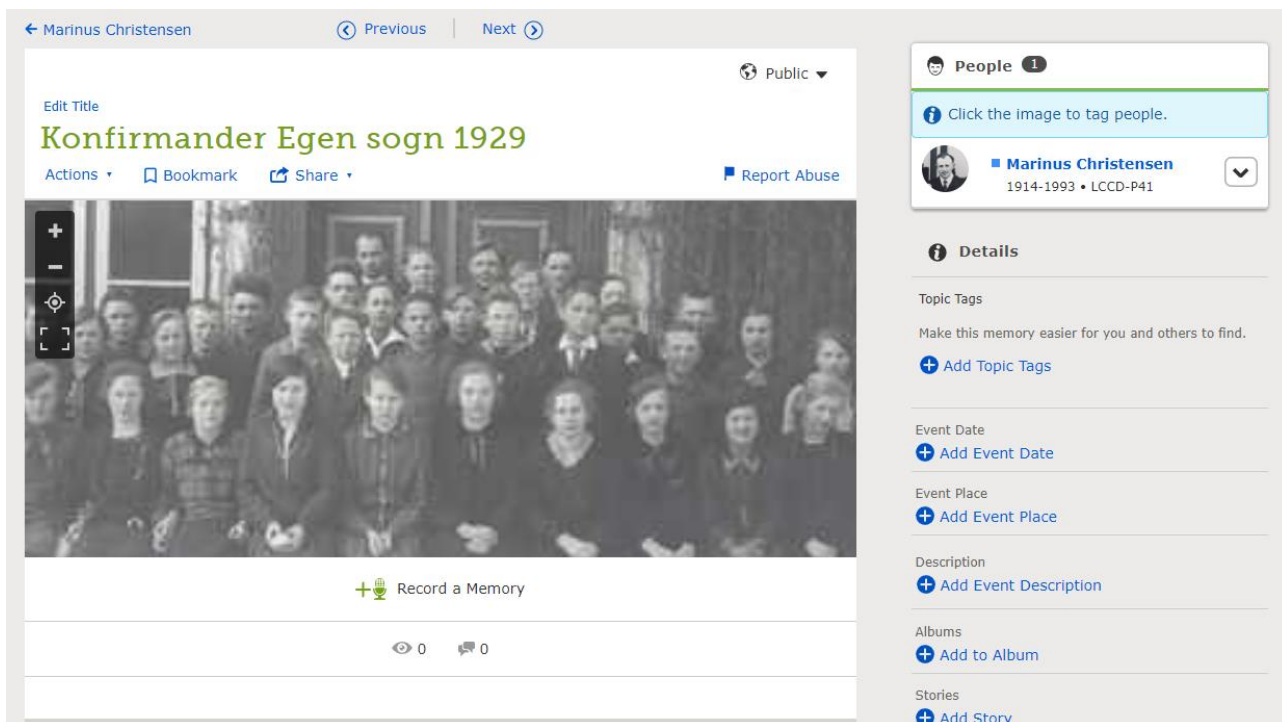 Marinus Christensen
Previous
Next
Public
Edit Title
Konfirmander Egen sogn 1929
Actions
Bookmark
Share
Report Abuse
Record a Memory
0
0
People 1
Click the image to tag people.
Marinus Christensen
1914-1993 • LCCD-P41
Details
Topic Tags
Make this memory easier for you and others to find.
Add Topic Tags
Event Date
Add Event Date
Event Place
Add Event Place
Description
Add Event Description
Albums
Add to Album
Stories
Add Story